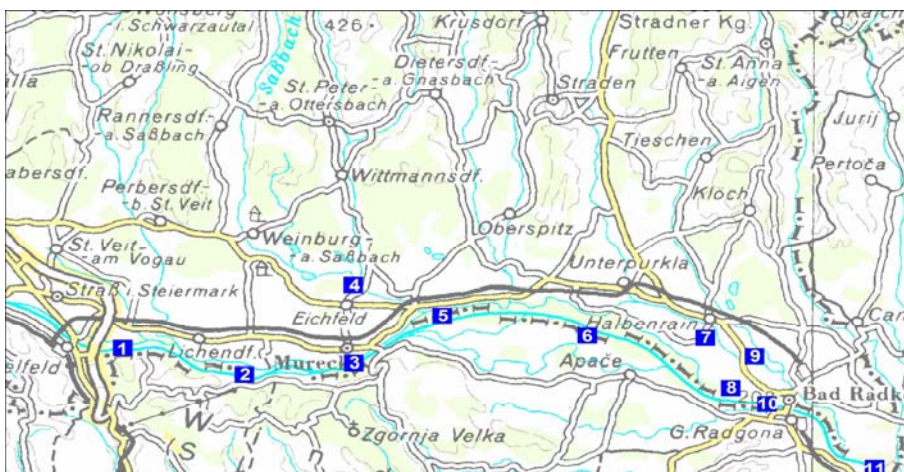 i. Schwarzautal
426
Krusdorf
Stradner Kg
St. Nikolai-
ob Draßling
Saßbach
Dietersdf-
a. Gnasbach
Frutten
St. Anna
a. Aigen
St. Peter-
a. Ottersbach
Straden
Rannersdf-
a. Saßbach
Tieschen
Jurij
Wittmannsdf.
Pertoča
abersdf.
Perbersdf-
b. St. Veit
Klöch
Oberspitz
St. Veit-
am Vogau
Weinburg-
a. Saßbach
Unterpurkla
4
Straß i. Steiermark
Eichfeld
5
6
Halbenrain
7
1
Lichendf.
2
Mureck
3
Apače
9
elfeld
8
10
Bad Radk
W
Zgornja Velka
G. Radgona
S
n
11